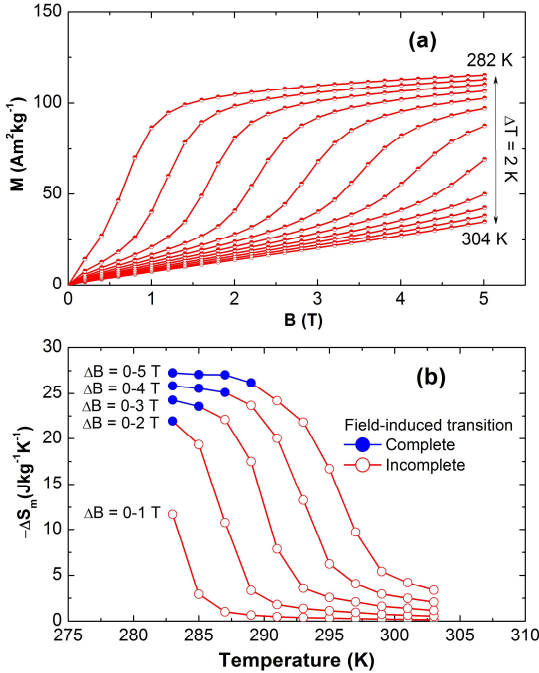 (a)
150
100
50
0
M (Am²kg⁻¹)
282 K
ΔT = 2 K
304 K
0 1 2 3 4 5
B (T)
(b)
30
25
20
15
10
5
0
−ΔSₘ(Jkg⁻¹K⁻¹)
ΔB = 0-5 T
ΔB = 0-4 T
ΔB = 0-3 T
ΔB = 0-2 T
ΔB = 0-1 T
Field-induced transition
Complete
Incomplete
275 280 285 290 295 300 305 310
Temperature (K)